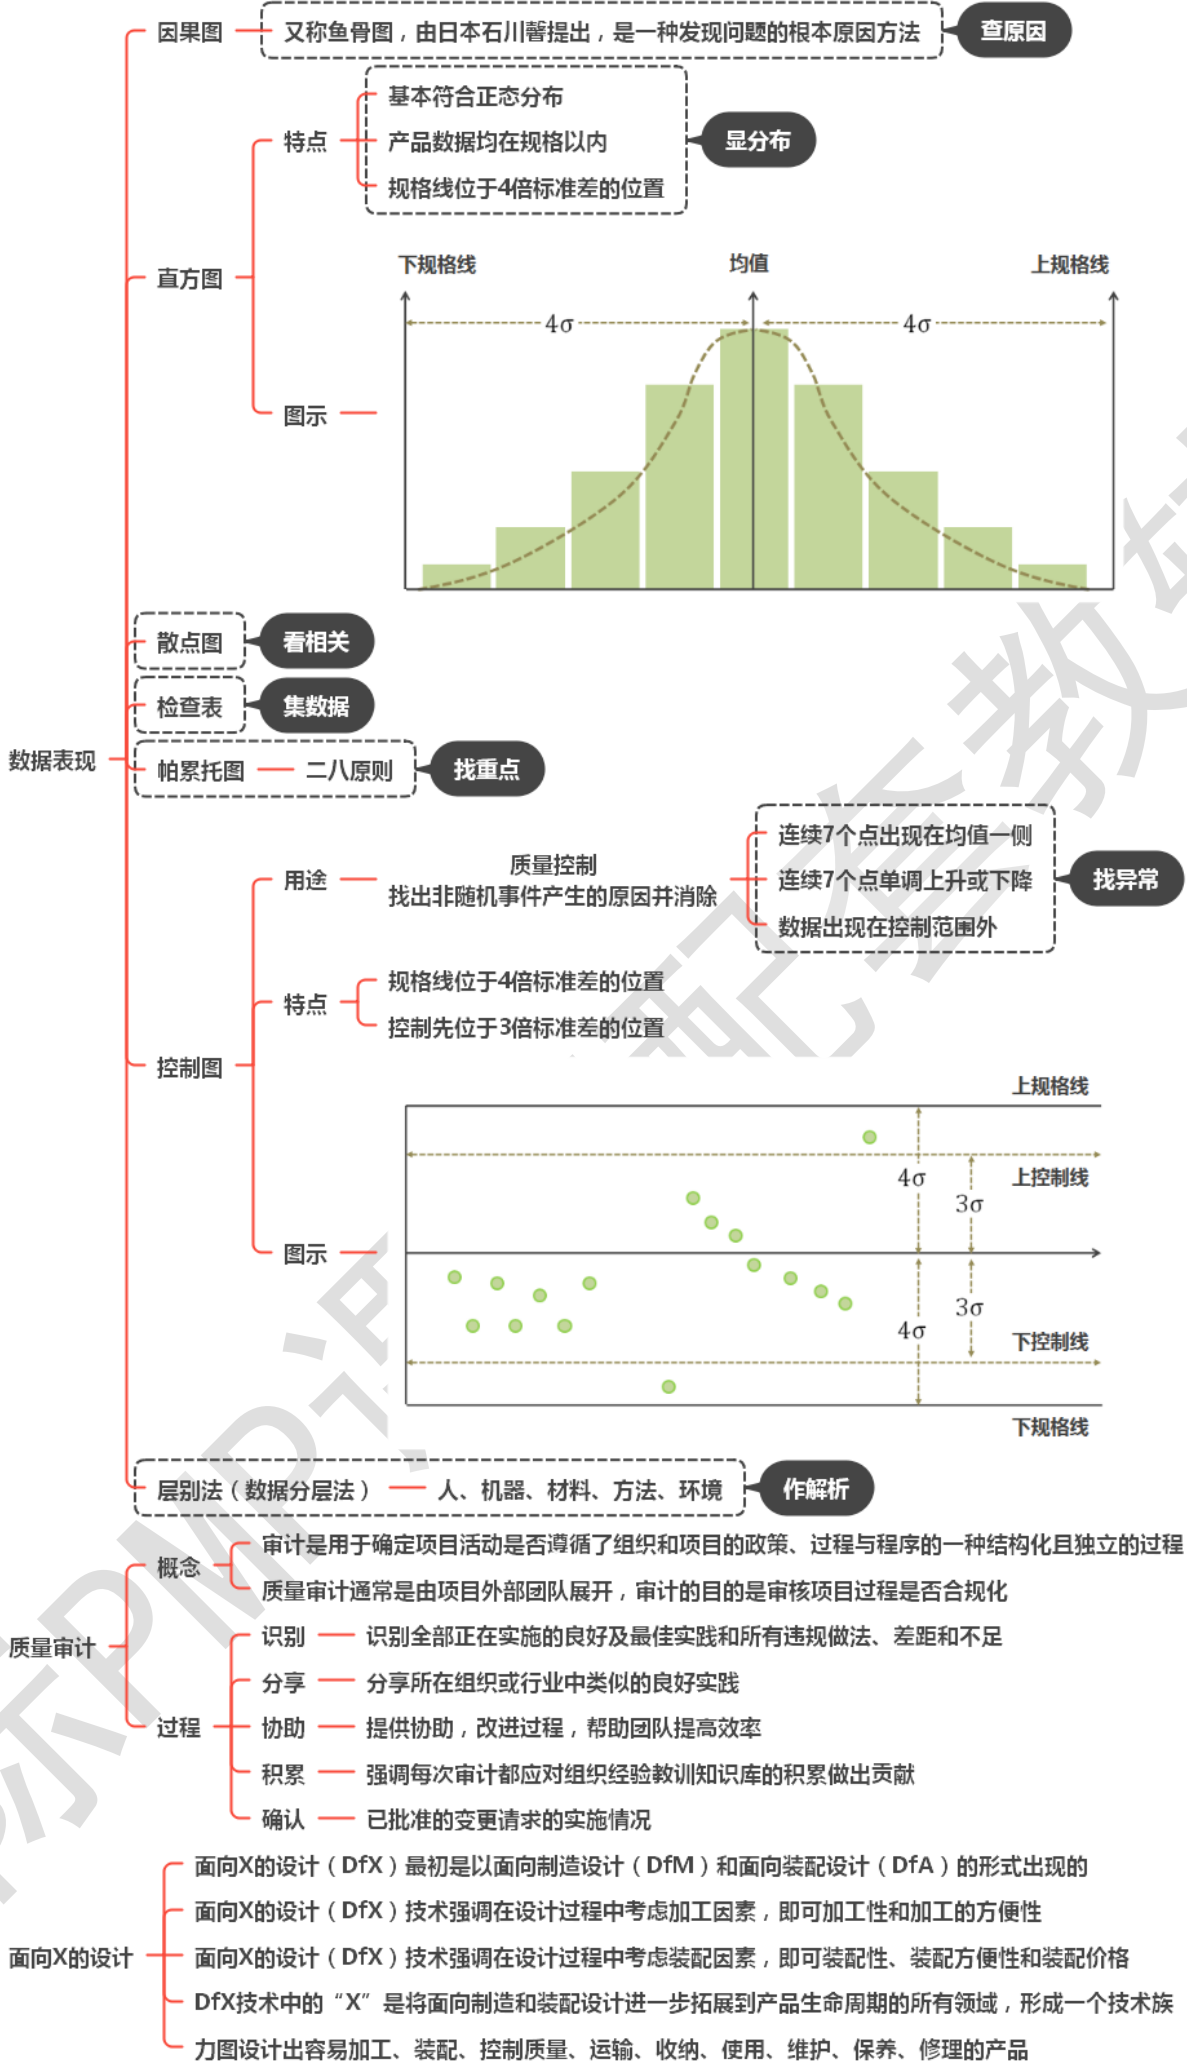 因果图
又称鱼骨图，由日本石川馨提出，是一种发现问题的根本原因方法
查原因
直方图
特点
基本符合正态分布
产品数据均在规格以内
规格线位于4倍标准差的位置
显分布
图示
下规格线
均值
上规格线
4σ
4σ
散点图
看相关
检查表
集数据
数据表现
帕累托图
二八原则
找重点
控制图
用途
质量控制
找出非随机事件产生的原因并消除
连续7个点出现在均值一侧
连续7个点单调上升或下降
数据出现在控制范围外
找异常
特点
规格线位于4倍标准差的位置
控制先位于3倍标准差的位置
图示
上规格线
上控制线
4σ
3σ
3σ
4σ
下控制线
下规格线
层别法（数据分层法）
人、机器、材料、方法、环境
作解析
质量审计
概念
审计是用于确定项目活动是否遵循了组织和项目的政策、过程与程序的一种结构化且独立的过程
质量审计通常是由项目外部团队展开，审计的目的是审核项目过程是否合规化
过程
识别
识别全部正在实施的良好及最佳实践和所有违规做法、差距和不足
分享
分享所在组织或行业中类似的良好实践
协助
提供协助，改进过程，帮助团队提高效率
积累
强调每次审计都应对组织经验教训知识库的积累做出贡献
确认
已批准的变更请求的实施情况
面向X的设计
面向X的设计（DfX）最初是以面向制造设计（DfM）和面向装配设计（DfA）的形式出现的
面向X的设计（DfX）技术强调在设计过程中考虑加工因素，即可加工性和加工的方便性
面向X的设计（DfX）技术强调在设计过程中考虑装配因素，即可装配性、装配方便性和装配价格
DfX技术中的“X”是将面向制造和装配设计进一步拓展到产品生命周期的所有领域，形成一个技术族
力图设计出容易加工、装配、控制质量、运输、收纳、使用、维护、保养、修理的产品